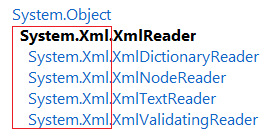 System.Object
System.Xml.XmlReader
System.Xml.XmlDictionaryReader
System.Xml.XmlNodeReader
System.Xml.XmlTextReader
System.Xml.XmlValidatingReader